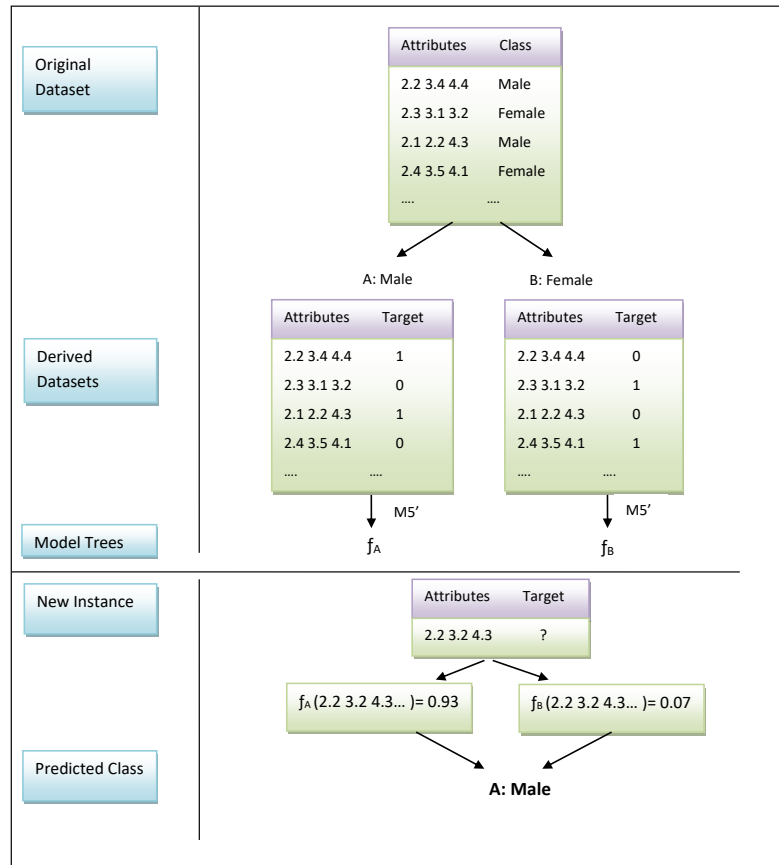 Original
Dataset
Attributes Class
2.2 3.4 4.4 Male
2.3 3.1 3.2 Female
2.1 2.2 4.3 Male
2.4 3.5 4.1 Female
.... ....
A: Male
B: Female
Derived
Datasets
Attributes Target
2.2 3.4 4.4 1
2.3 3.1 3.2 0
2.1 2.2 4.3 1
2.4 3.5 4.1 0
.... ....
Attributes Target
2.2 3.4 4.4 0
2.3 3.1 3.2 1
2.1 2.2 4.3 0
2.4 3.5 4.1 1
.... ....
M5’
M5’
Model Trees
ƒA
ƒB
New Instance
Attributes Target
2.2 3.2 4.3 ?
ƒA (2.2 3.2 4.3... )= 0.93
ƒB (2.2 3.2 4.3... )= 0.07
Predicted Class
A: Male